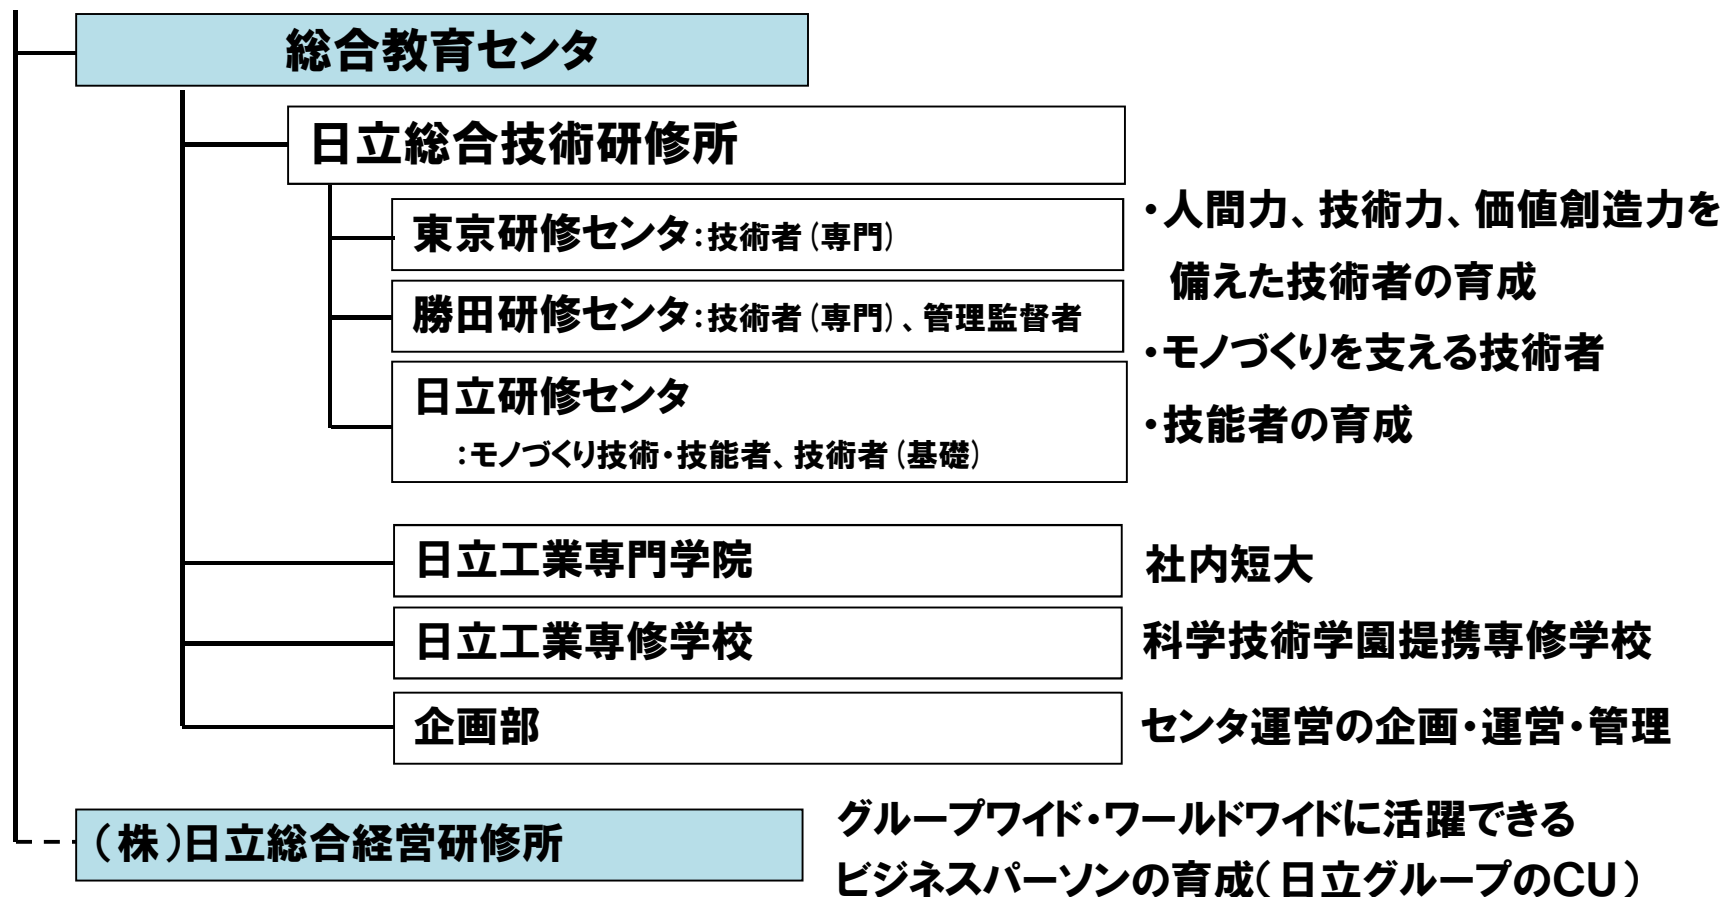 総合教育センタ
日立総合技術研修所
東京研修センタ:技術者(専門)
勝田研修センタ:技術者(専門)、管理監督者
日立研修センタ
:モノづくり技術・技能者、技術者(基礎)
・人間力、技術力、価値創造力を
備えた技術者の育成
・モノづくりを支える技術者
・技能者の育成
日立工業専門学院
社内短大
日立工業専修学校
科学技術学園提携専修学校
企画部
センタ運営の企画・運営・管理
(株)日立総合経営研修所
グループワイド・ワールドワイドに活躍できる
ビジネスパーソンの育成(日立グループのCU)